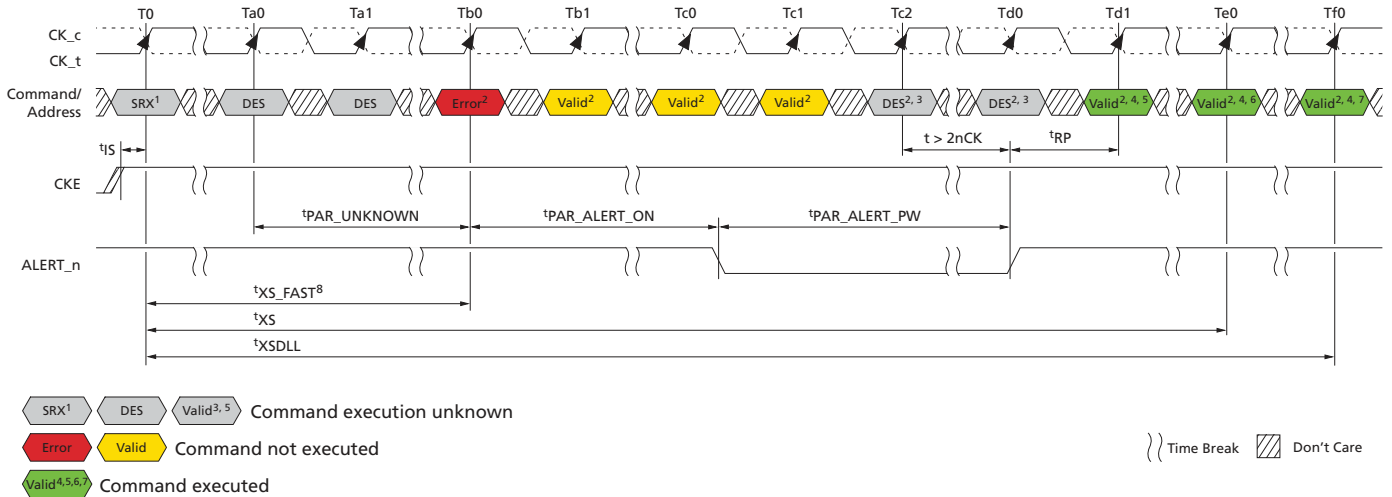 T0 Ta0 Ta1 Tb0 Tb1 Tc0 Tc1 Tc2 Td0 Td1 Te0 Tf0
CK_c
CK_t
Command/
Address
SRX¹ DES DES Error² Valid² Valid² Valid² DES²,³ DES²,³ Valid²,⁴,⁵ Valid²,⁴,⁶ Valid²,⁴,⁷
t > 2nCK tRP
tIS
CKE
tPAR_UNKNOWN tPAR_ALERT_ON tPAR_ALERT_PW
ALERT_n
tXS_FAST⁸
tXS
tXSDLL
SRX¹ DES Valid³,⁵ Command execution unknown
Error Valid Command not executed
Valid⁴,⁵,⁶,⁷ Command executed
Time Break Don't Care